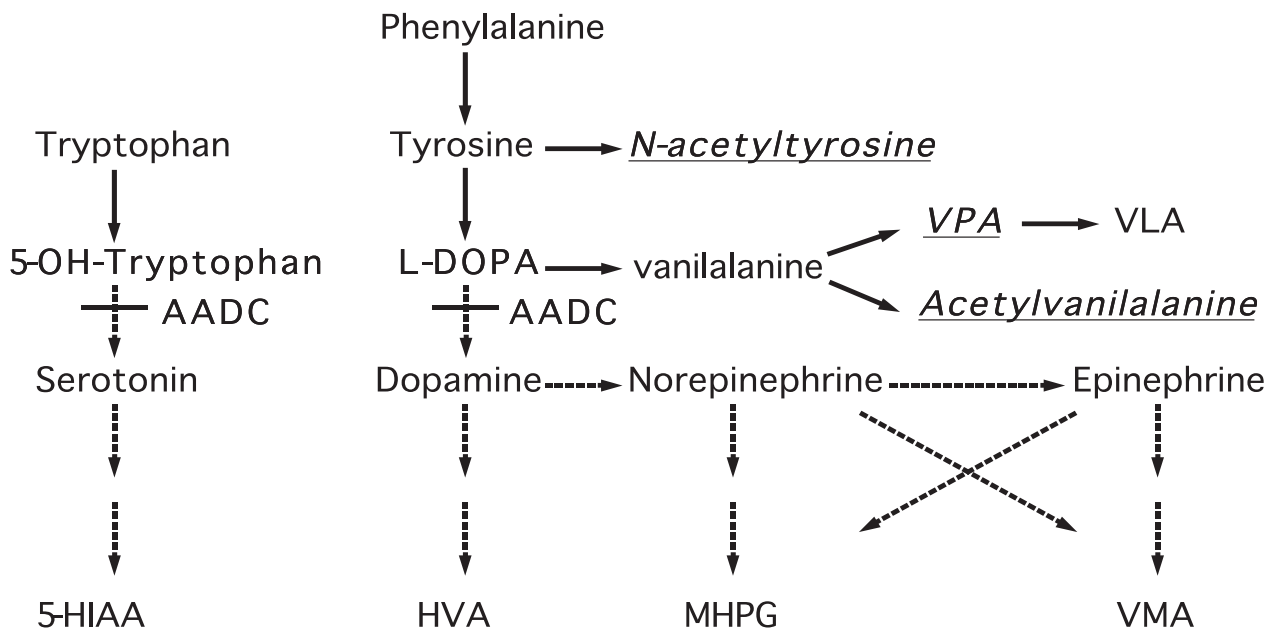 Phenylalanine
Tryptophan Tyrosine N-acetyltyrosine
VPA VLA
5-OH-Tryptophan L-DOPA vanilalanine
Acetylvanilalanine
AADC AADC
Serotonin Dopamine Norepinephrine Epinephrine
5-HIAA HVA MHPG VMA